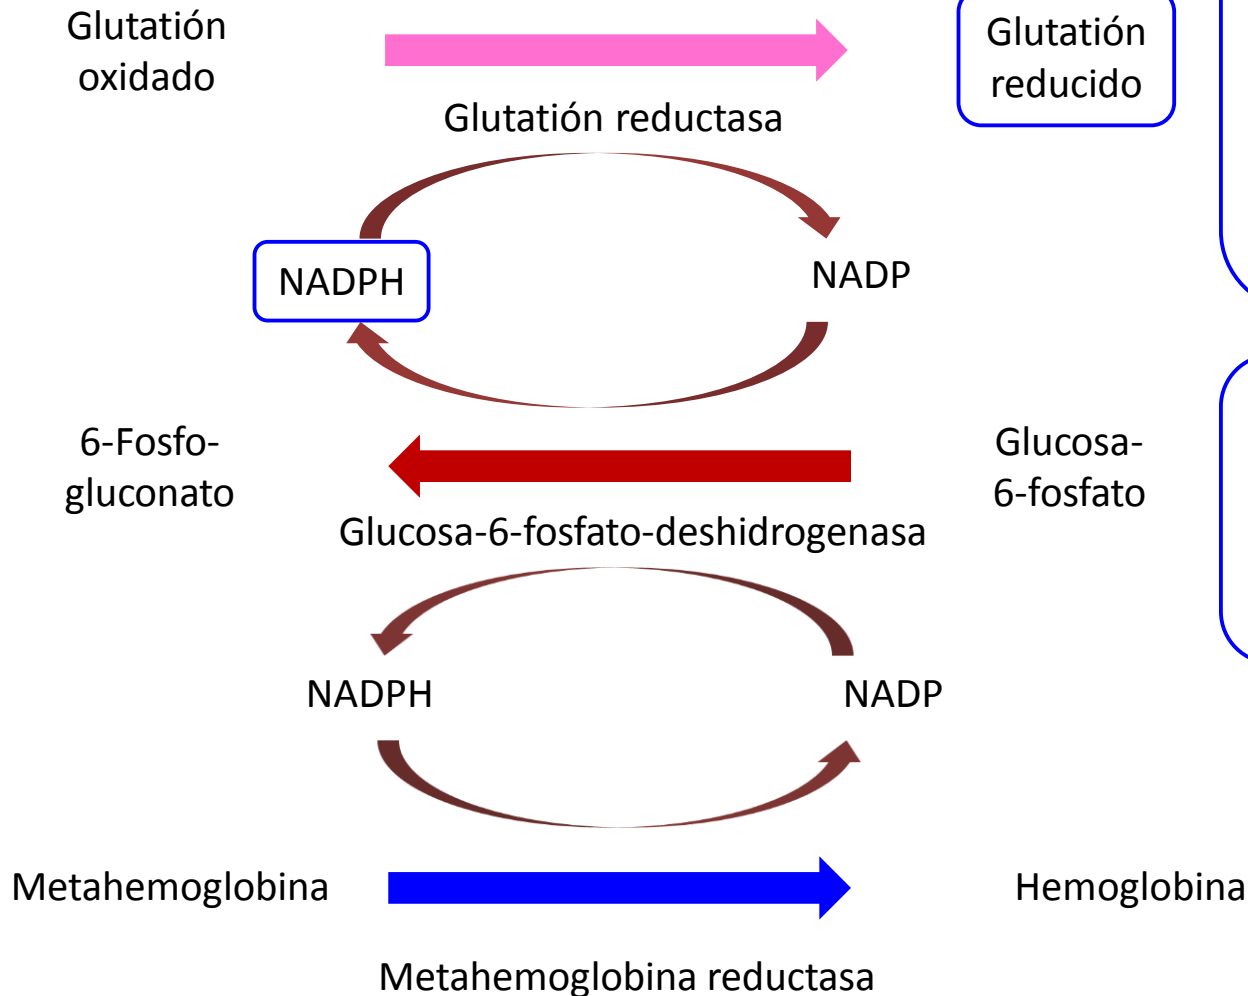 Glutatión
oxidado
Glutatión
reducido
Glutatión reductasa
NADPH
NADP
6-Fosfo-
gluconato
Glucosa-
6-fosfato
Glucosa-6-fosfato-deshidrogenasa
NADPH
NADP
Metahemoglobina
Hemoglobina
Metahemoglobina reductasa